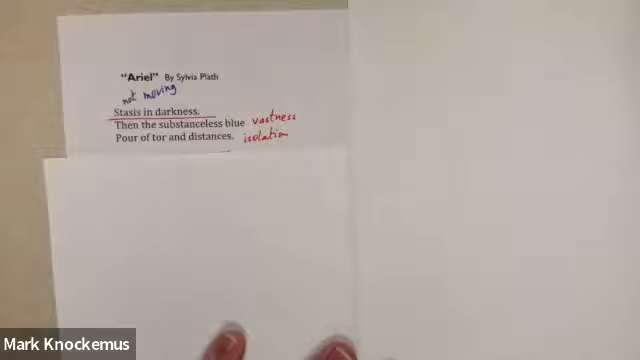 "Ariel" By Sylvia Plath
not moving
Stasis in darkness.
Then the substanceless blue vastness
Pour of tor and distances. isolation
Mark Knockemus